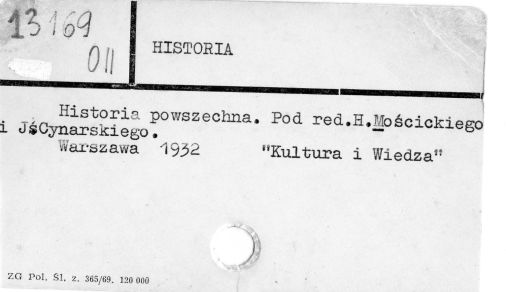 13169
011
HISTORIA
Historia powszechna. Pod red.H.Mościckiego
i JśCynarskiego.
Warszawa 1932 "Kultura i Wiedza"
ZG Pol. Śl. z. 365/69. 120 000